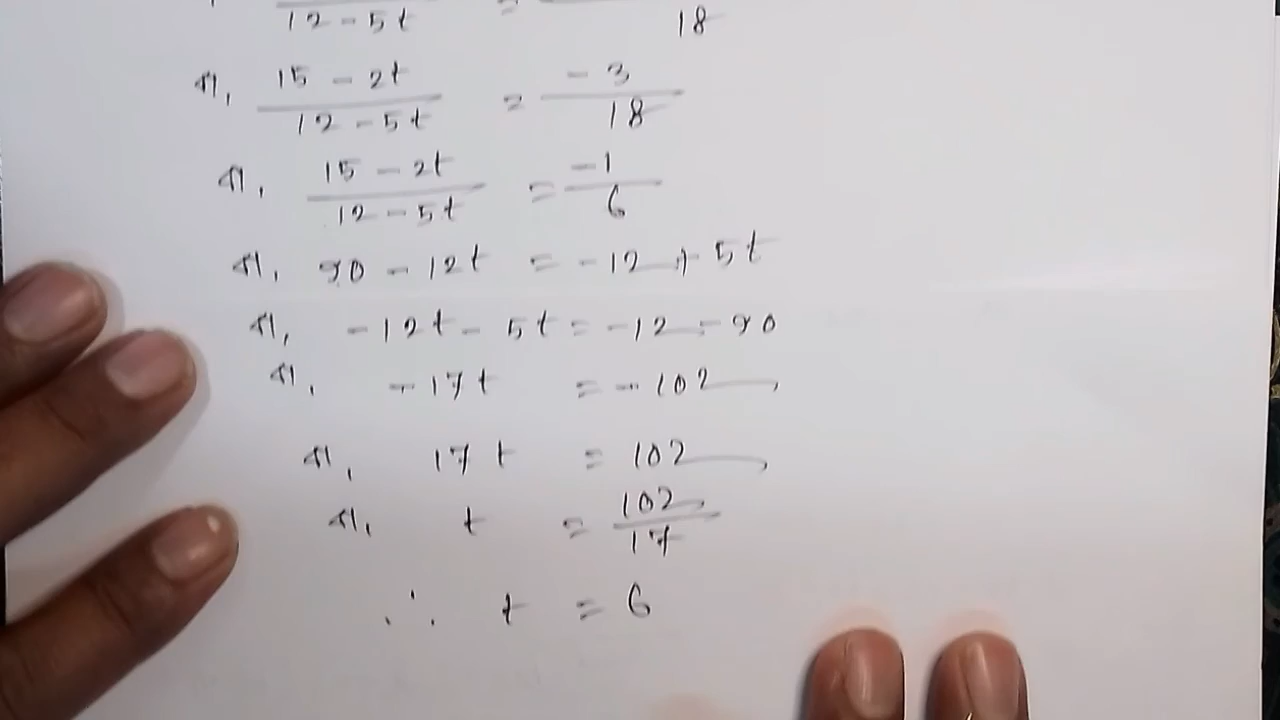 12 - 5t = 18
বা, 15 - 2t / 12 - 5t = - 3 / 18
বা, 15 - 2t / 12 - 5t = -1 / 6
বা, 90 - 12t = -12 + 5t
বা, -12t - 5t = -12 - 90
বা, -17t = -102
বা, 17t = 102
বা, t = 102 / 17
∴ t = 6